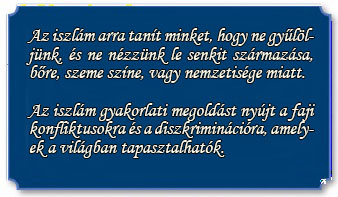 Az iszlám arra tanít minket, hogy ne gyűlöl-
jünk, és ne nézzünk le senkit származása,
bőre, szeme színe, vagy nemzetisége miatt.
Az iszlám gyakorlati megoldást nyújt a faji
konfliktusokra és a diszkriminációra, amely-
ek a világban tapasztalhatók.